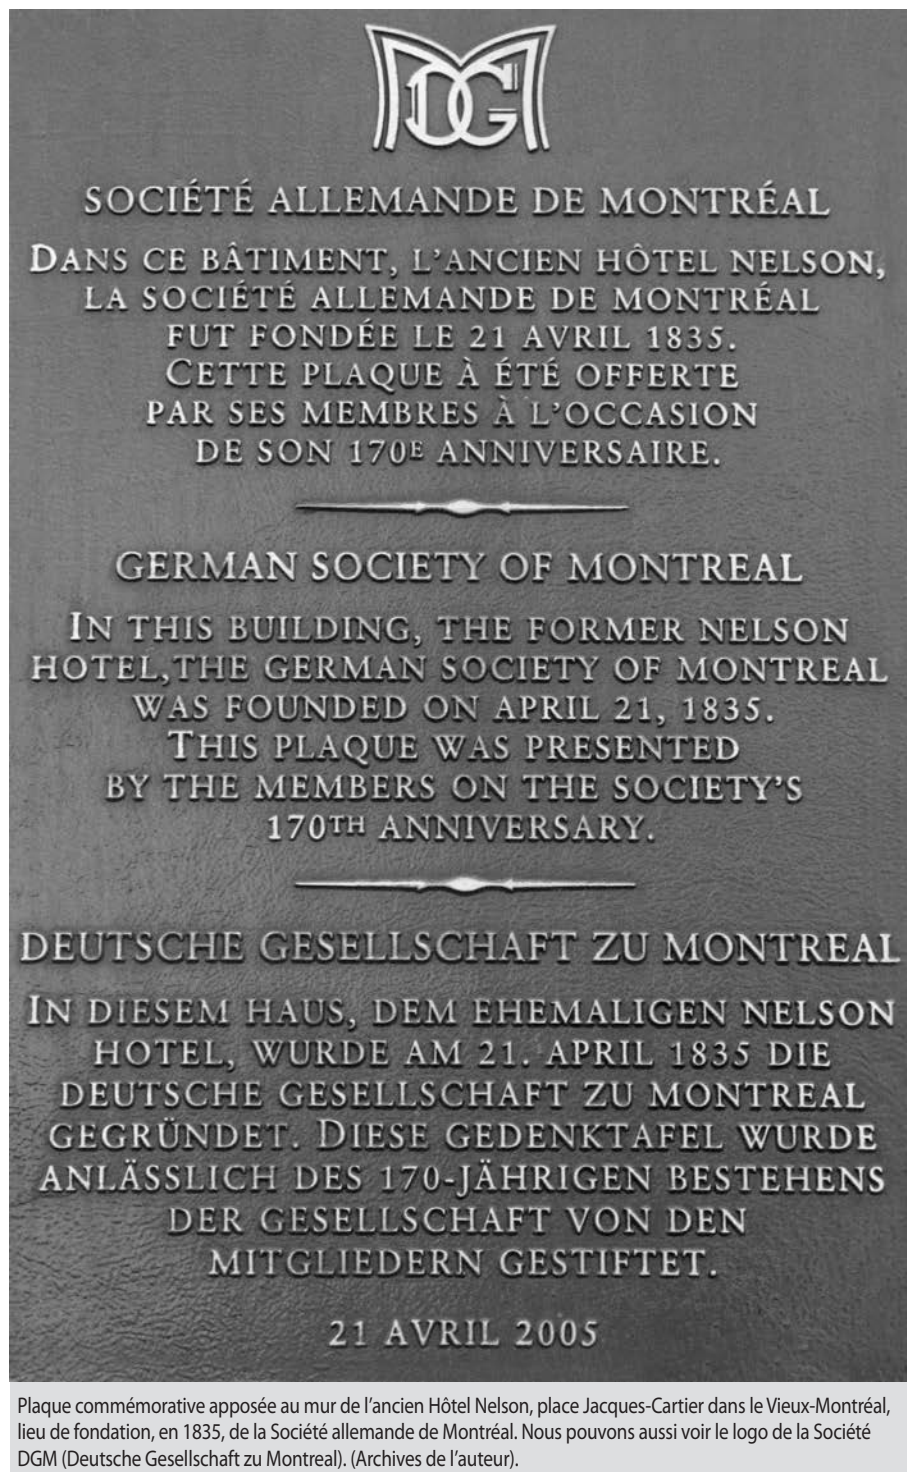 DGM
SOCIÉTÉ ALLEMANDE DE MONTRÉAL
DANS CE BÂTIMENT, L'ANCIEN HÔTEL NELSON,
LA SOCIÉTÉ ALLEMANDE DE MONTRÉAL
FUT FONDÉE LE 21 AVRIL 1835.
CETTE PLAQUE À ÉTÉ OFFERTE
PAR SES MEMBRES À L'OCCASION
DE SON 170E ANNIVERSAIRE.
GERMAN SOCIETY OF MONTREAL
IN THIS BUILDING, THE FORMER NELSON
HOTEL,THE GERMAN SOCIETY OF MONTREAL
WAS FOUNDED ON APRIL 21, 1835.
THIS PLAQUE WAS PRESENTED
BY THE MEMBERS ON THE SOCIETY'S
170TH ANNIVERSARY.
DEUTSCHE GESELLSCHAFT ZU MONTREAL
IN DIESEM HAUS, DEM EHEMALIGEN NELSON
HOTEL, WURDE AM 21. APRIL 1835 DIE
DEUTSCHE GESELLSCHAFT ZU MONTREAL
GEGRÜNDET. DIESE GEDENKTAFEL WURDE
ANLÄSSLICH DES 170-JÄHRIGEN BESTEHENS
DER GESELLSCHAFT VON DEN
MITGLIEDERN GESTIFTET.
21 AVRIL 2005
Plaque commémorative apposée au mur de l'ancien Hôtel Nelson, place Jacques-Cartier dans le Vieux-Montréal,
lieu de fondation, en 1835, de la Société allemande de Montréal. Nous pouvons aussi voir le logo de la Société
DGM (Deutsche Gesellschaft zu Montreal). (Archives de l'auteur).